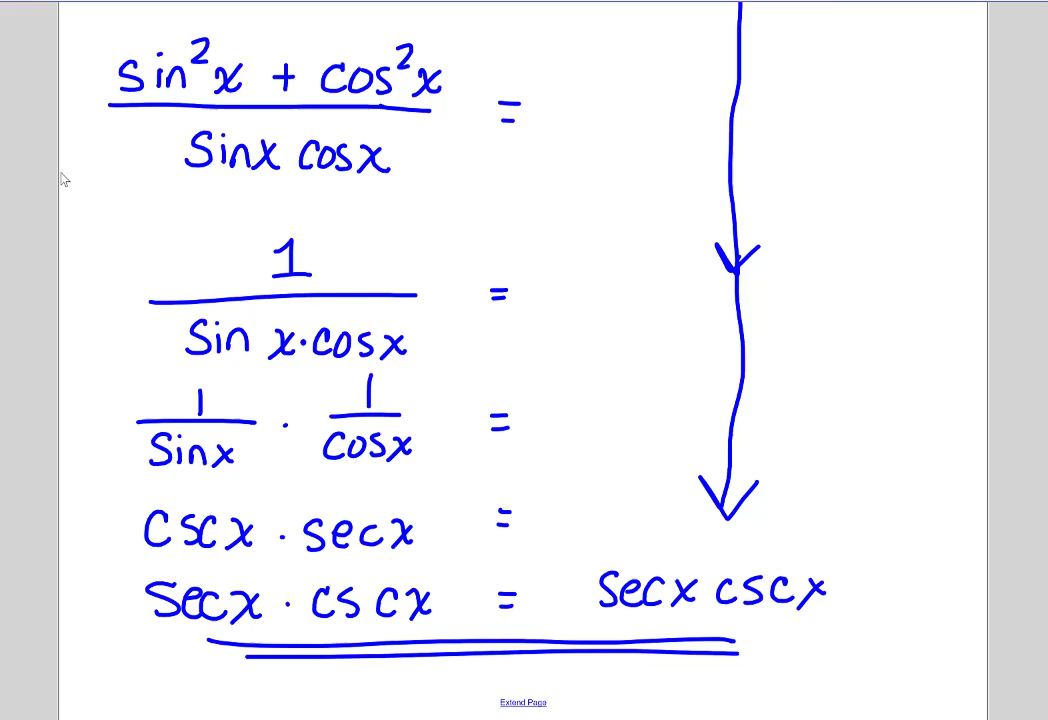 sin²x + cos²x
=
sinx cosx
1
=
sin x·cosx
1 · 1 =
sinx cosx
cscx · secx =
secx · cscx = secx cscx
Extend Page